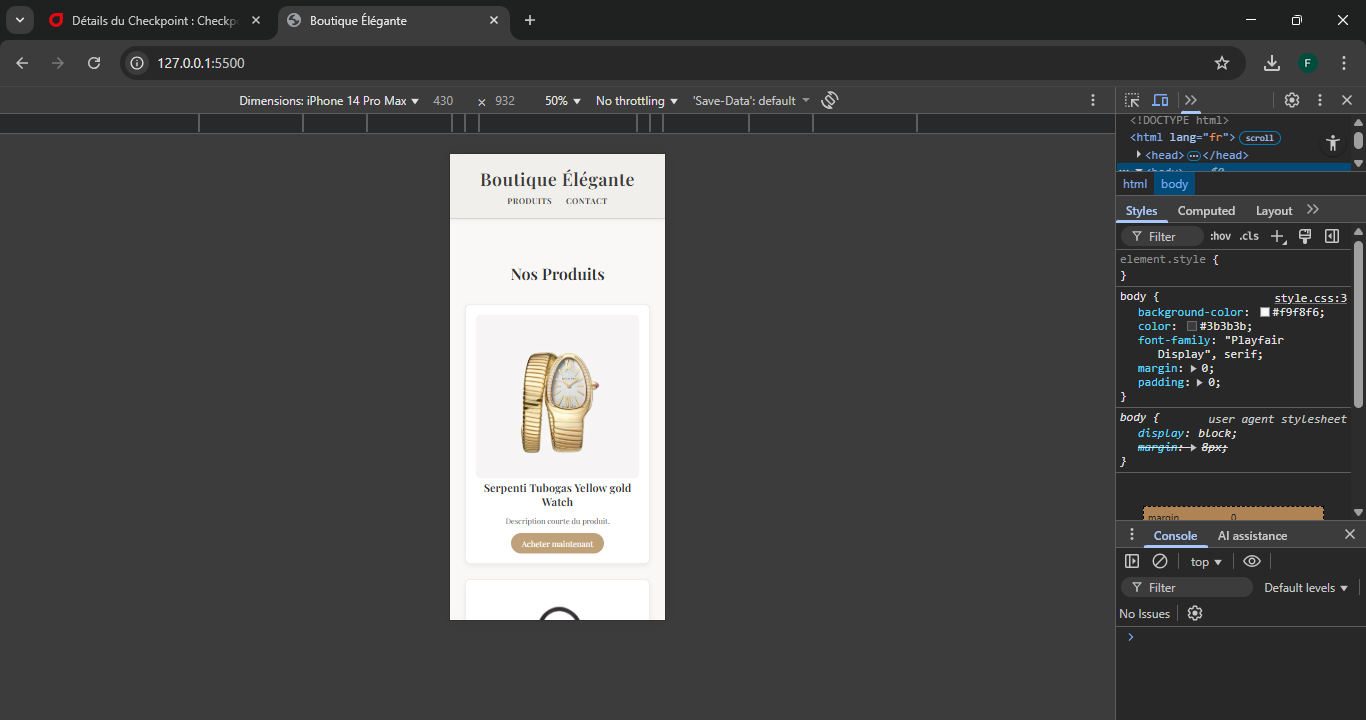 Détails du Checkpoint : Checkp
Boutique Élégante
127.0.0.1:5500
F
Dimensions: iPhone 14 Pro Max 430 x 932 50% No throttling 'Save-Data': default
Boutique Élégante
PRODUITS CONTACT
Nos Produits
Serpenti Tubogas Yellow gold
Watch
Description courte du produit.
Acheter maintenant
<!DOCTYPE html>
<html lang="fr"> scroll
<head> ⋯ </head>
html body
Styles Computed Layout
Filter :hov .cls
element.style {
}
body { style.css:3
background-color: #f9f8f6;
color: #3b3b3b;
font-family: "Playfair
Display", serif;
margin: 0;
padding: 0;
}
body { user agent stylesheet
display: block;
margin: 8px;
}
margin 0
Console AI assistance
top
Filter Default levels
No Issues